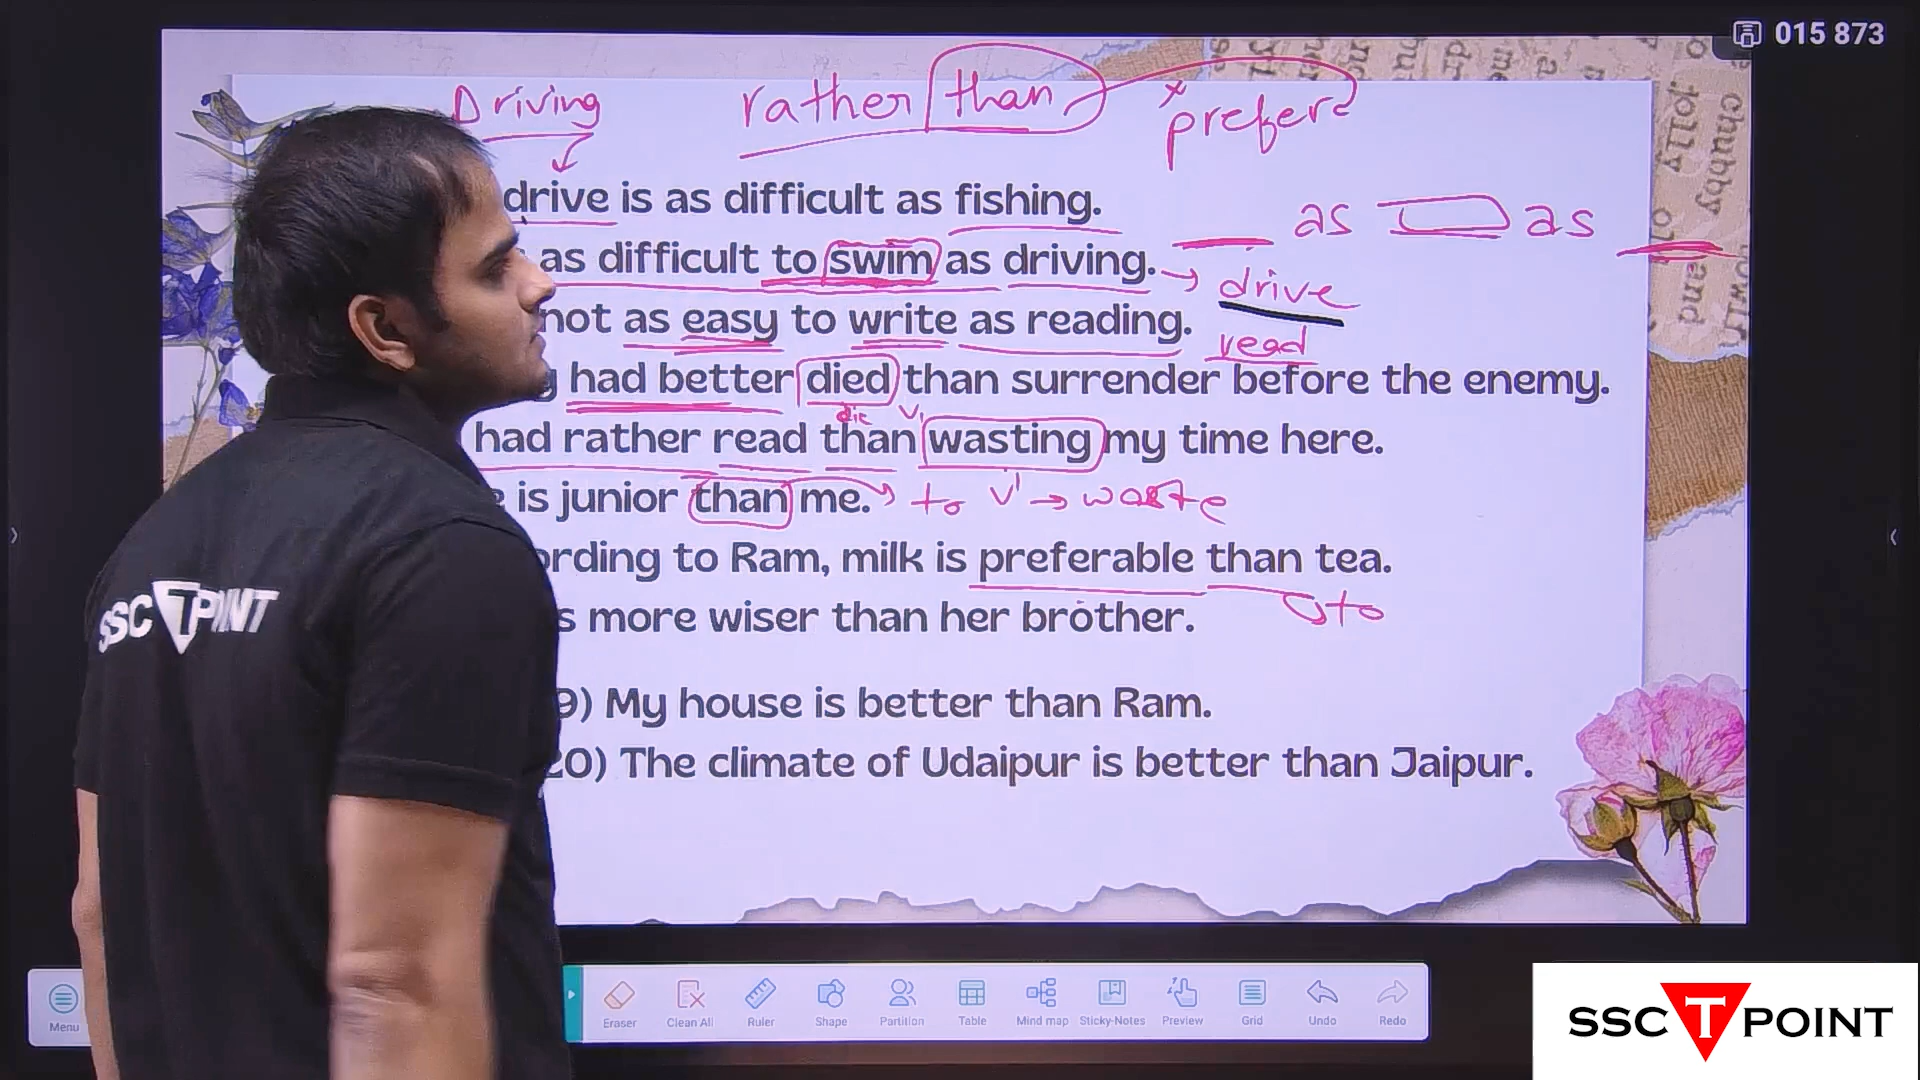 015 873
Driving rather than × prefer
drive is as difficult as fishing.
as as
as difficult to swim as driving. → drive
not as easy to write as reading.
read
had better died than surrender before the enemy.
die V1
had rather read than wasting my time here.
is junior than me. → to V1 → waste
ording to Ram, milk is preferable than tea.
to
s more wiser than her brother.
9) My house is better than Ram.
20) The climate of Udaipur is better than Jaipur.
SSC POINT
Menu
Eraser Clean All Ruler Shape Partition Table Mind map Sticky-Notes Preview Grid Undo Redo
SSC T POINT